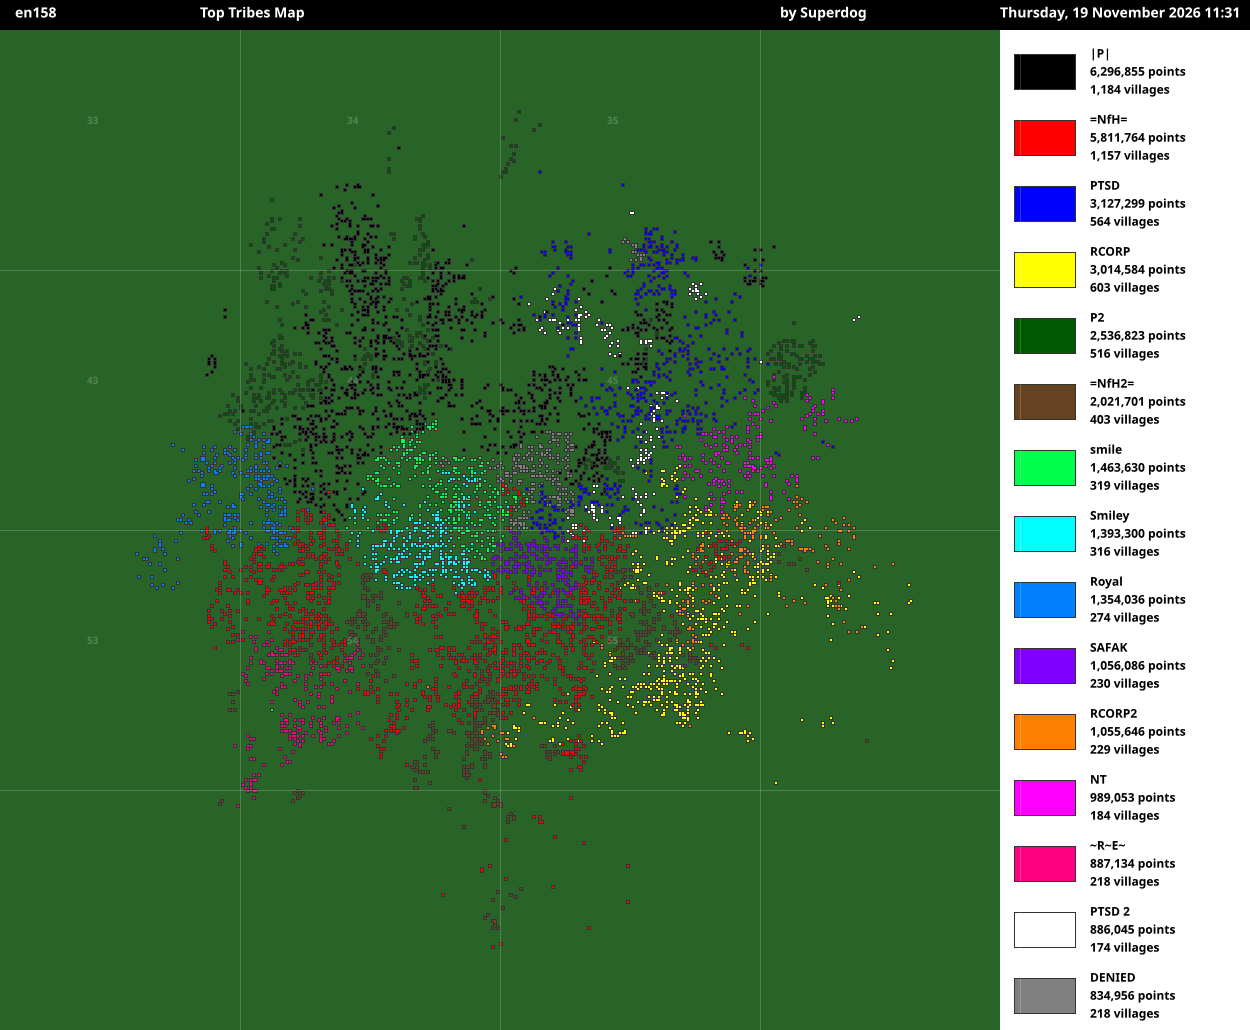 en158 Top Tribes Map by Superdog Thursday, 19 November 2026 11:31
33 34 35
43 45
53 55
|P|
6,296,855 points
1,184 villages
=NfH=
5,811,764 points
1,157 villages
PTSD
3,127,299 points
564 villages
RCORP
3,014,584 points
603 villages
P2
2,536,823 points
516 villages
=NfH2=
2,021,701 points
403 villages
smile
1,463,630 points
319 villages
Smiley
1,393,300 points
316 villages
Royal
1,354,036 points
274 villages
SAFAK
1,056,086 points
230 villages
RCORP2
1,055,646 points
229 villages
NT
989,053 points
184 villages
~R~E~
887,134 points
218 villages
PTSD 2
886,045 points
174 villages
DENIED
834,956 points
218 villages